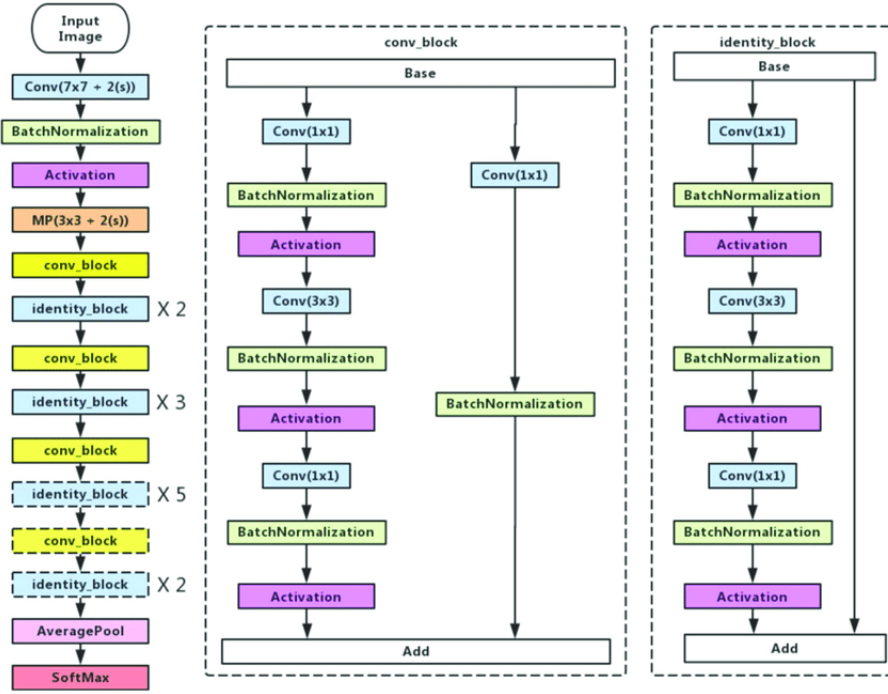 Input
Image
Conv(7x7 + 2(s))
BatchNormalization
Activation
MP(3x3 + 2(s))
conv_block
identity_block X 2
conv_block
identity_block X 3
conv_block
identity_block X 5
conv_block
identity_block X 2
AveragePool
SoftMax
conv_block
Base
Conv(1x1)
BatchNormalization
Activation
Conv(3x3)
BatchNormalization
Activation
Conv(1x1)
BatchNormalization
Activation
Conv(1x1)
BatchNormalization
Add
identity_block
Base
Conv(1x1)
BatchNormalization
Activation
Conv(3x3)
BatchNormalization
Activation
Conv(1x1)
BatchNormalization
Activation
Add